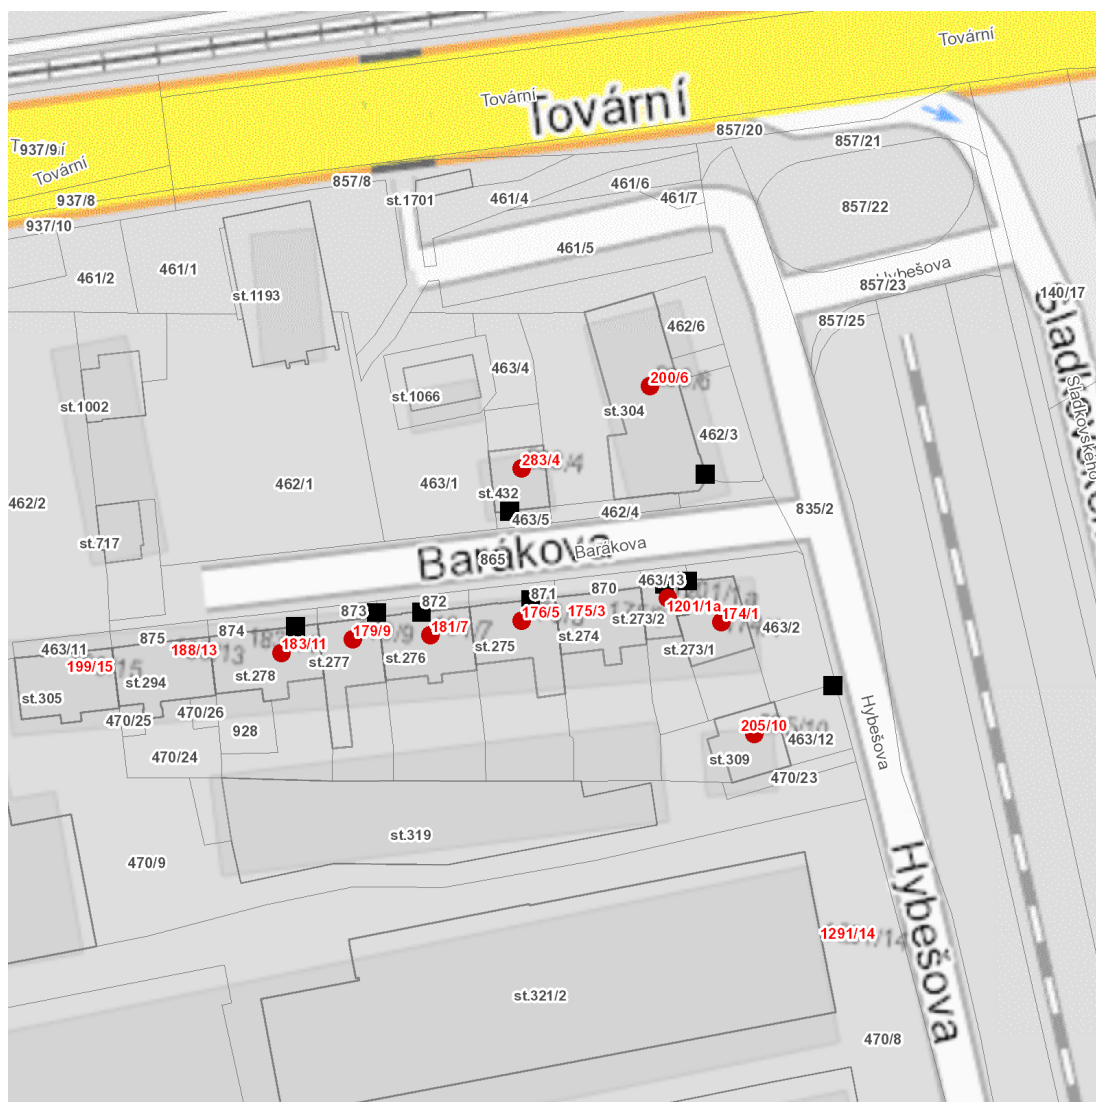 Tovární
Tovární
Tovární
857/20
857/21
937/9
Tovární
857/8
461/6
937/8
st.1701
461/4
461/7
857/22
937/10
461/5
461/2
461/1
Hybešova
857/23
st.1193
140/17
857/25
462/6
Sladkovského
463/4
200/6
st.1066
st.1002
st.304
462/3
283/4
462/1
463/1
st.432
462/2
462/4
835/2
463/5
st.717
Barákova
Barákova
865
463/13
870
871
872
1201/1a
873
176/5
175/3
st.273/2
174/1
874
179/9
181/7
463/2
875
183/11
st.274
463/11
188/13
st.275
st.273/1
199/15
st.277
st.276
st.278
st.294
st.305
470/26
470/25
Hybešova
205/10
928
463/12
470/24
st.309
470/23
st.319
470/9
Hybešova
1291/14
st.321/2
470/8